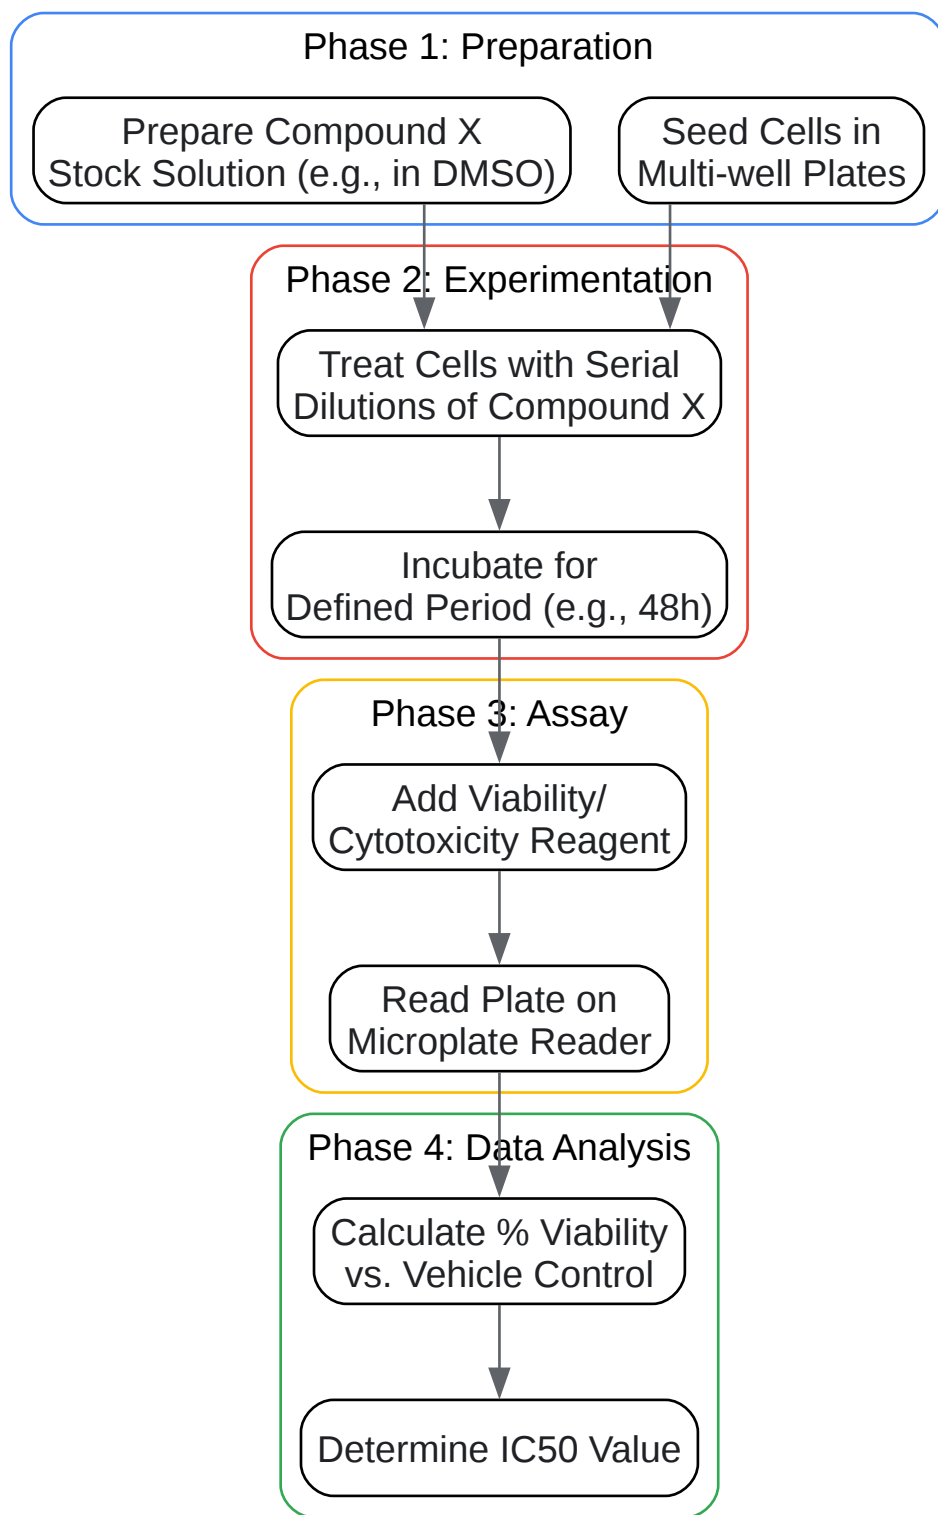 Phase 1: Preparation
Prepare Compound X
Stock Solution (e.g., in DMSO)
Seed Cells in
Multi-well Plates
Phase 2: Experimentation
Treat Cells with Serial
Dilutions of Compound X
Incubate for
Defined Period (e.g., 48h)
Phase 3: Assay
Add Viability/
Cytotoxicity Reagent
Read Plate on
Microplate Reader
Phase 4: Data Analysis
Calculate % Viability
vs. Vehicle Control
Determine IC50 Value